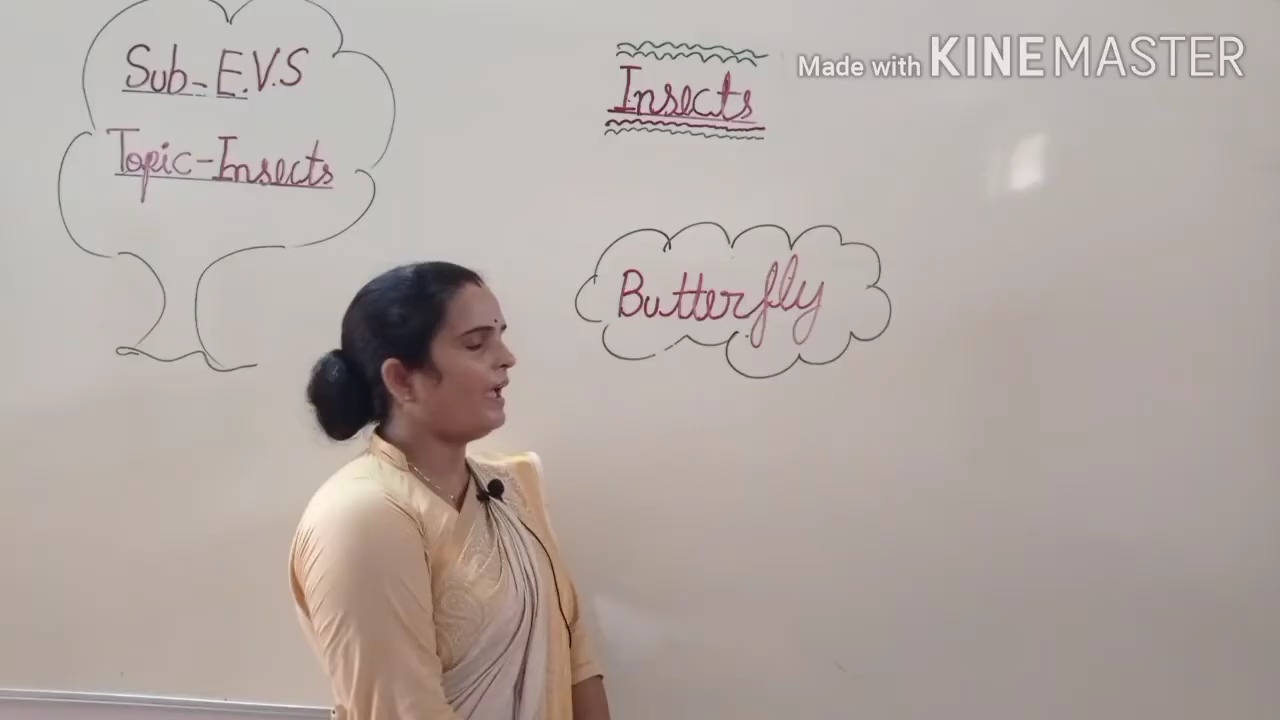 Sub-E.V.S
Topic-Insects
Insects
Made with KINEMASTER
Butterfly